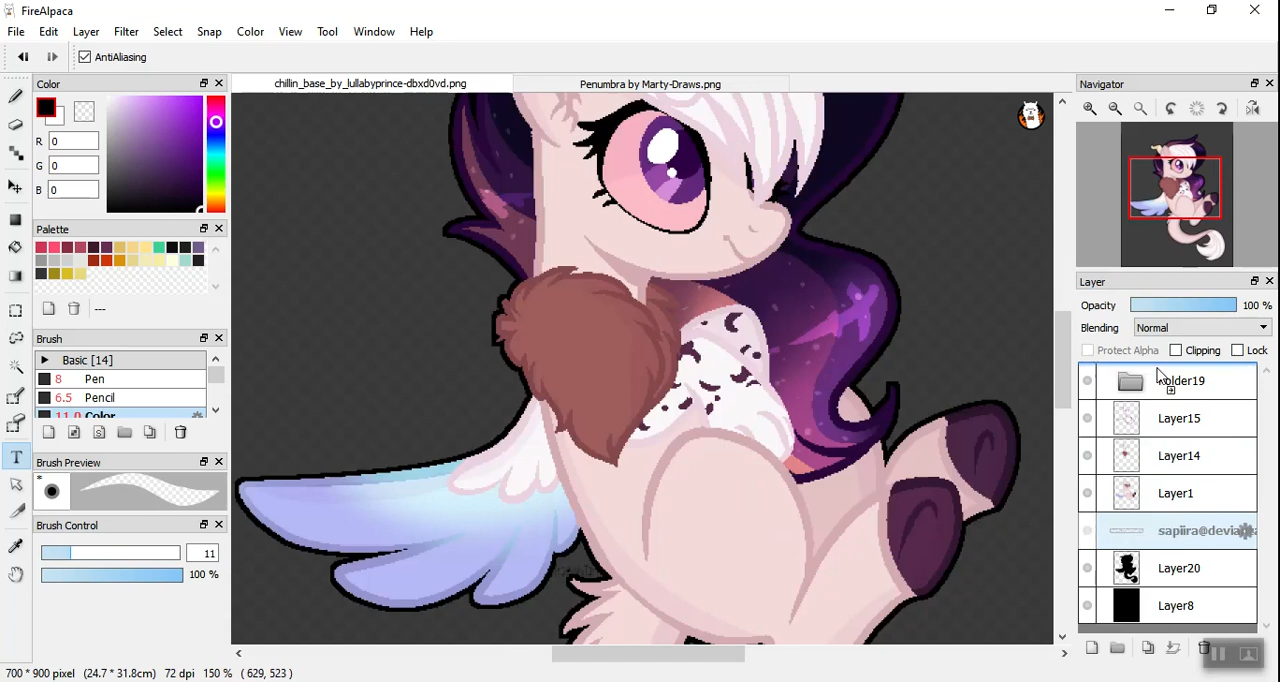 FireAlpaca
File Edit Layer Filter Select Snap Color View Tool Window Help
AntiAliasing
Color
R 0
G 0
B 0
Palette
---
Brush
Basic [14]
8 Pen
6.5 Pencil
11.0 Color
Brush Preview
*
Brush Control
11
100 %
chillin_base_by_lullabyprince-dbxd0vd.png
Penumbra by Marty-Draws.png
Navigator
Layer
Opacity 100 %
Blending Normal
Protect Alpha Clipping Lock
Layer15
Layer14
Layer1
Layer20
Layer8
700 * 900 pixel (24.7 * 31.8cm) 72 dpi 150 % ( 629, 523 )